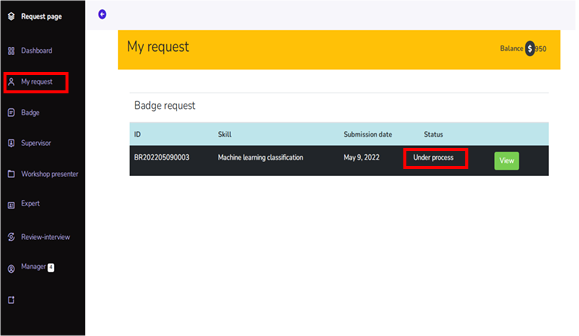 Request page
Dashboard
My request
Badge
Supervisor
Workshop presenter
Expert
Review-interview
Manager 4
My request
Balance $ 950
Badge request
ID Skill Submission date Status
BR202205090003 Machine learning classification May 9, 2022 Under process View